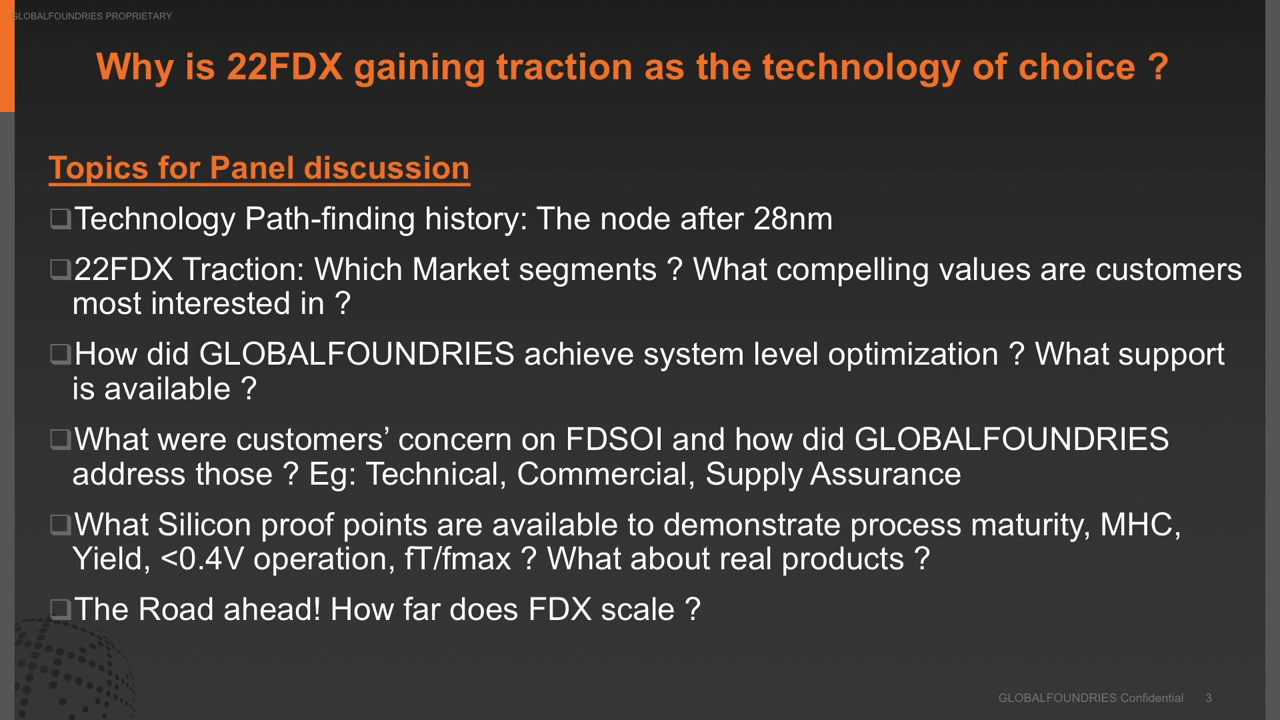 GLOBALFOUNDRIES PROPRIETARY
Why is 22FDX gaining traction as the technology of choice ?
Topics for Panel discussion
❑Technology Path-finding history: The node after 28nm
❑22FDX Traction: Which Market segments ? What compelling values are customers
most interested in ?
❑How did GLOBALFOUNDRIES achieve system level optimization ? What support
is available ?
❑What were customers’ concern on FDSOI and how did GLOBALFOUNDRIES
address those ? Eg: Technical, Commercial, Supply Assurance
❑What Silicon proof points are available to demonstrate process maturity, MHC,
Yield, <0.4V operation, fT/fmax ? What about real products ?
❑The Road ahead! How far does FDX scale ?
GLOBALFOUNDRIES Confidential 3